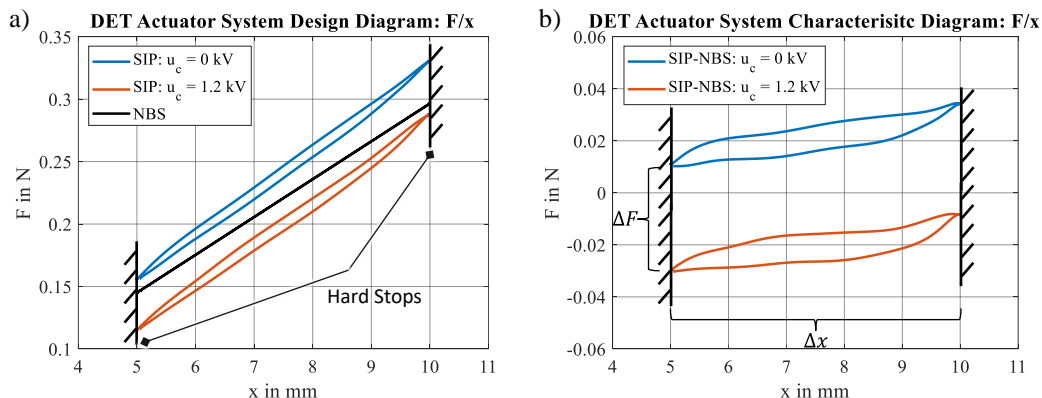 a)
DET Actuator System Design Diagram: F/x
0.35
0.3
0.25
0.2
0.15
0.1
F in N
SIP: u_c = 0 kV
SIP: u_c = 1.2 kV
NBS
Hard Stops
4 5 6 7 8 9 10 11
x in mm
b)
DET Actuator System Characterisitc Diagram: F/x
0.06
0.04
0.02
0
-0.02
-0.04
-0.06
F in N
SIP-NBS: u_c = 0 kV
SIP-NBS: u_c = 1.2 kV
ΔF
Δx
4 5 6 7 8 9 10 11
x in mm